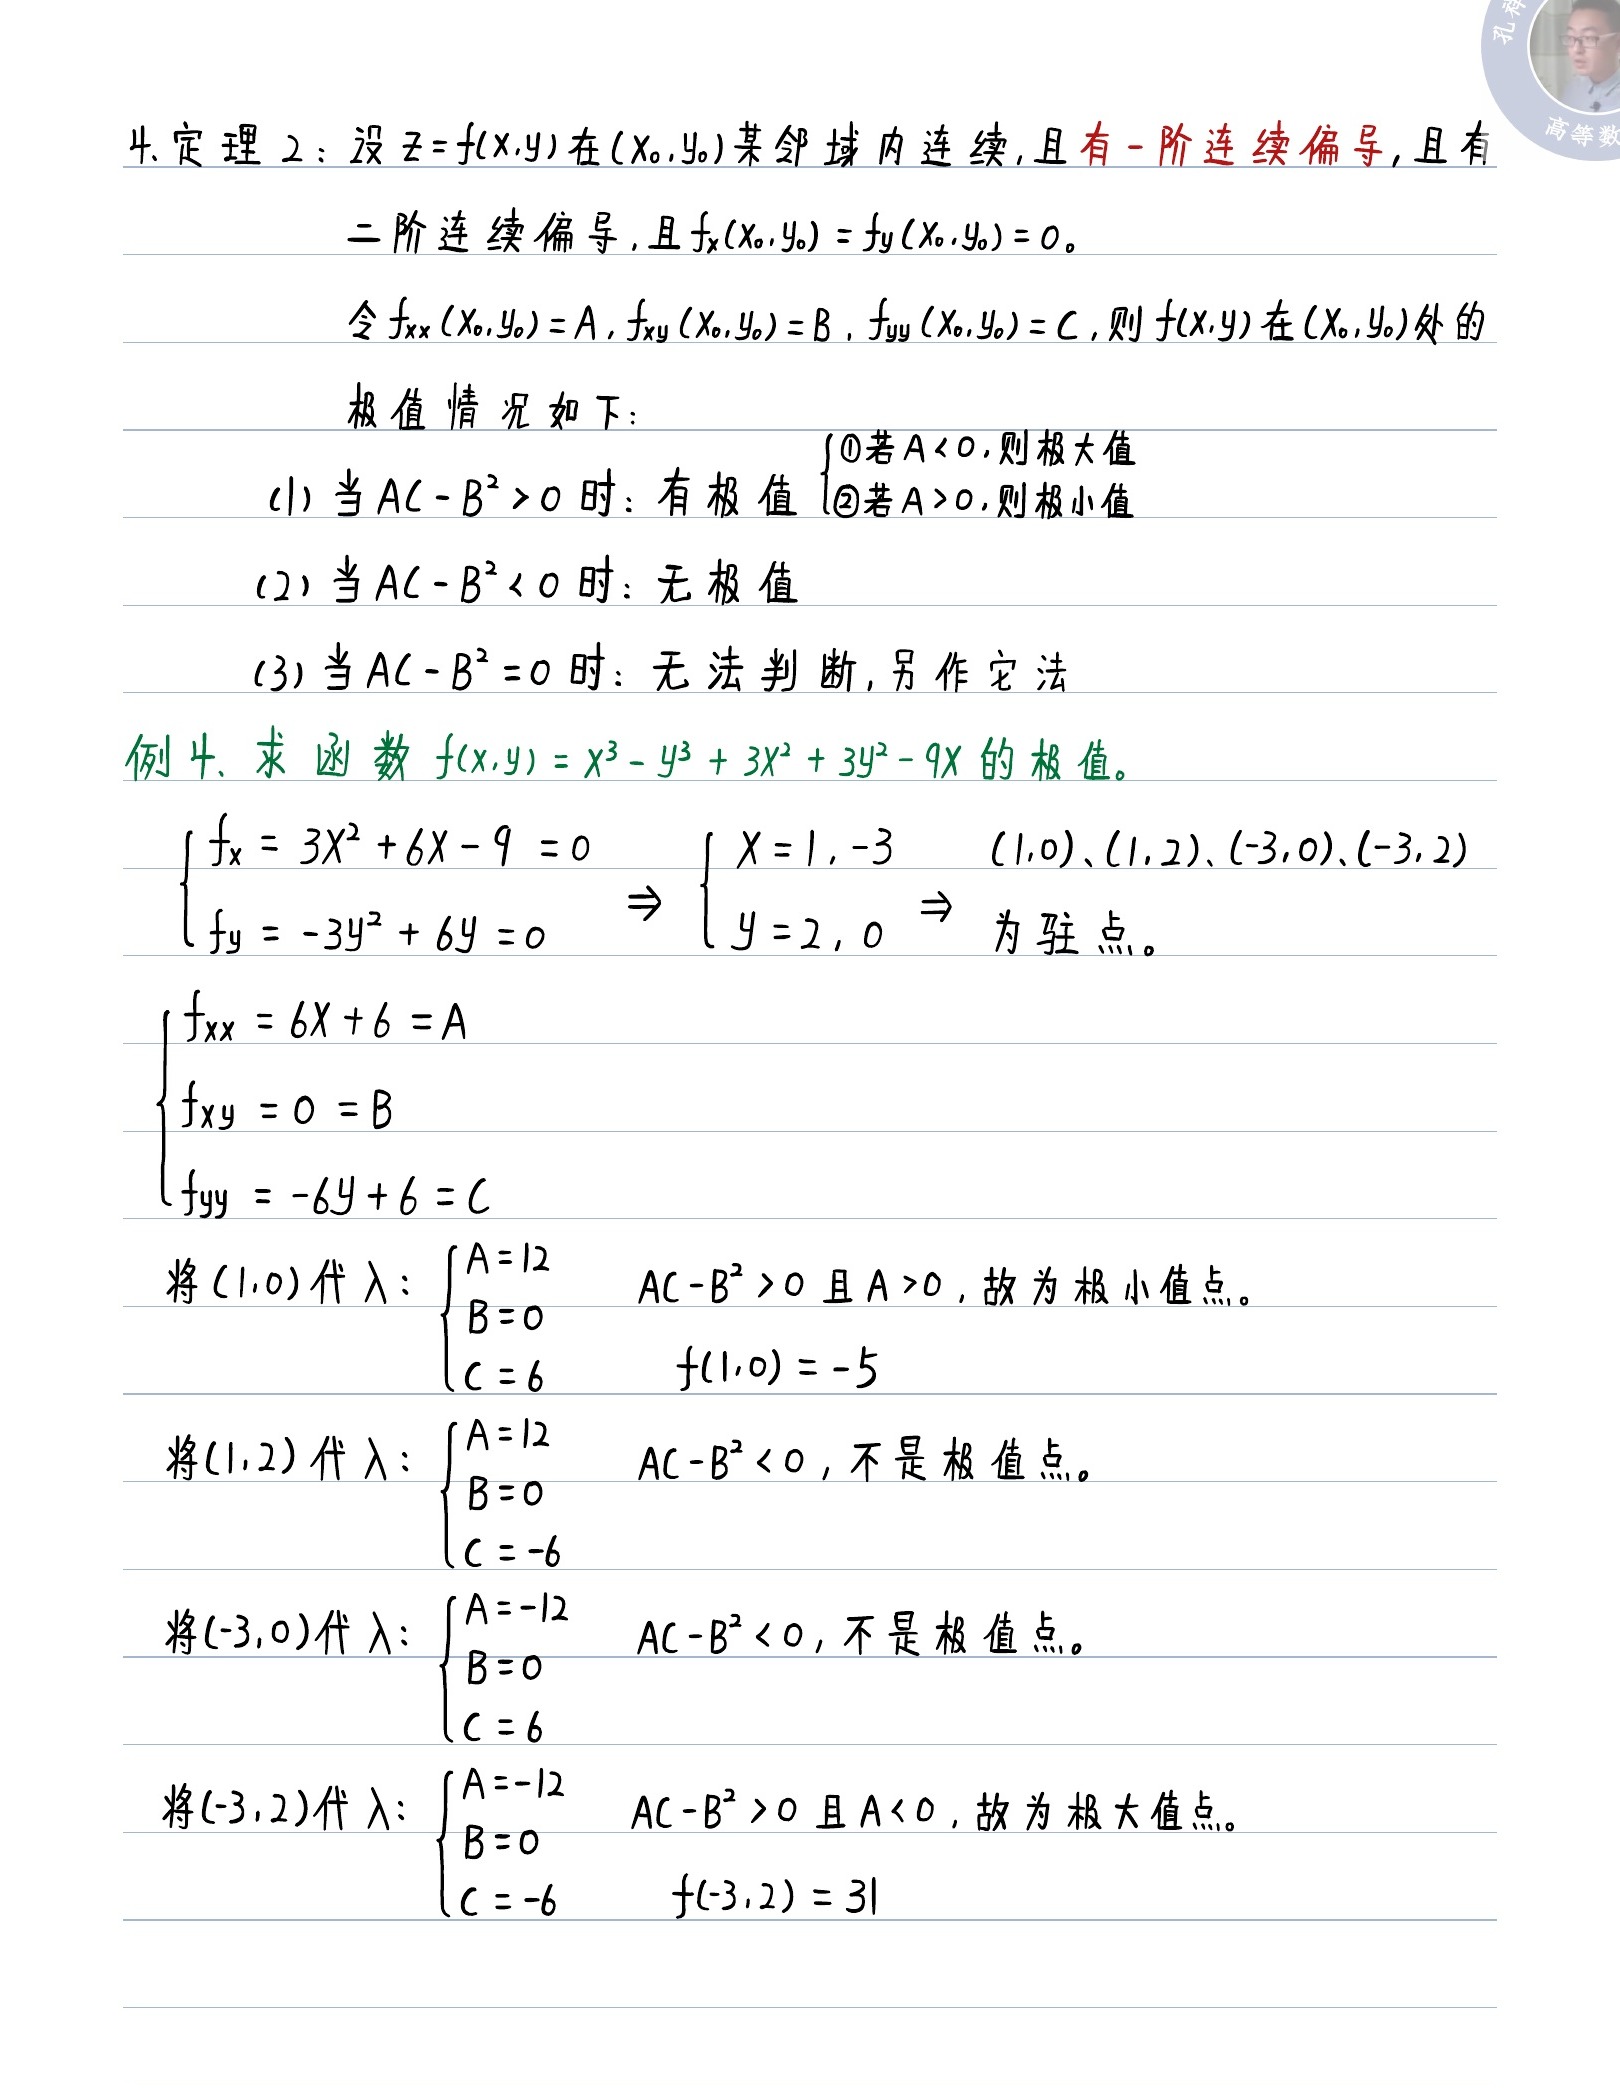 孔祥
高等数
4、定理2：设z=f(x,y)在(x₀,y₀)某邻域内连续,且有一阶连续偏导,且有
二阶连续偏导,且fx(x₀,y₀)=fy(x₀,y₀)=0。
令fxx(x₀,y₀)=A,fxy(x₀,y₀)=B,fyy(x₀,y₀)=C,则f(x,y)在(x₀,y₀)处的
极值情况如下：
(1)当AC-B²>0时：有极值 { ①若A<0,则极大值
②若A>0,则极小值
(2)当AC-B²<0时：无极值
(3)当AC-B²=0时：无法判断,另作它法
例4、求函数f(x,y)=x³-y³+3x²+3y²-9x的极值。
{ fx=3x²+6x-9=0 ⇒ { x=1,-3 ⇒ (1,0)、(1,2)、(-3,0)、(-3,2)
fy=-3y²+6y=0 y=2,0 为驻点。
{ fxx=6x+6=A
fxy=0=B
fyy=-6y+6=C
将(1,0)代入：{ A=12 AC-B²>0且A>0,故为极小值点。
B=0
C=6 f(1,0)=-5
将(1,2)代入：{ A=12 AC-B²<0,不是极值点。
B=0
C=-6
将(-3,0)代入：{ A=-12 AC-B²<0,不是极值点。
B=0
C=6
将(-3,2)代入：{ A=-12 AC-B²>0且A<0,故为极大值点。
B=0
C=-6 f(-3,2)=31